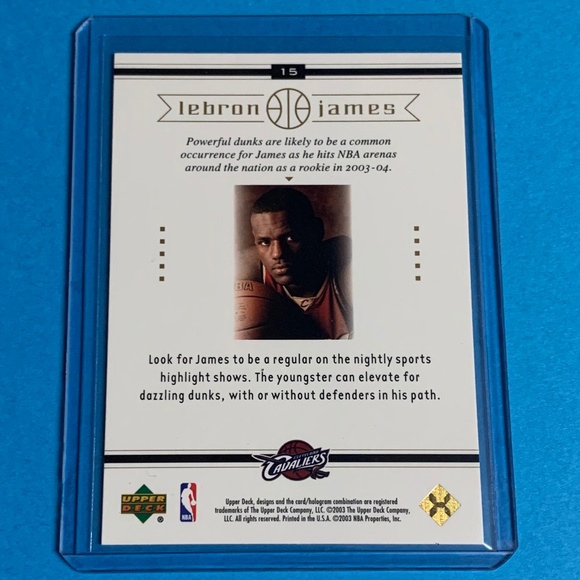 15
lebron james
Powerful dunks are likely to be a common
occurrence for James as he hits NBA arenas
around the nation as a rookie in 2003-04.
Look for James to be a regular on the nightly sports
highlight shows. The youngster can elevate for
dazzling dunks, with or without defenders in his path.
CLEVELAND
CAVALIERS
UPPER
DECK
®
NBA
Upper Deck, designs and the card/hologram combination are registered
trademarks of The Upper Deck Company, LLC. ©2003 The Upper Deck Company,
LLC. All rights reserved. Printed in the U.S.A. ©2003 NBA Properties, Inc.